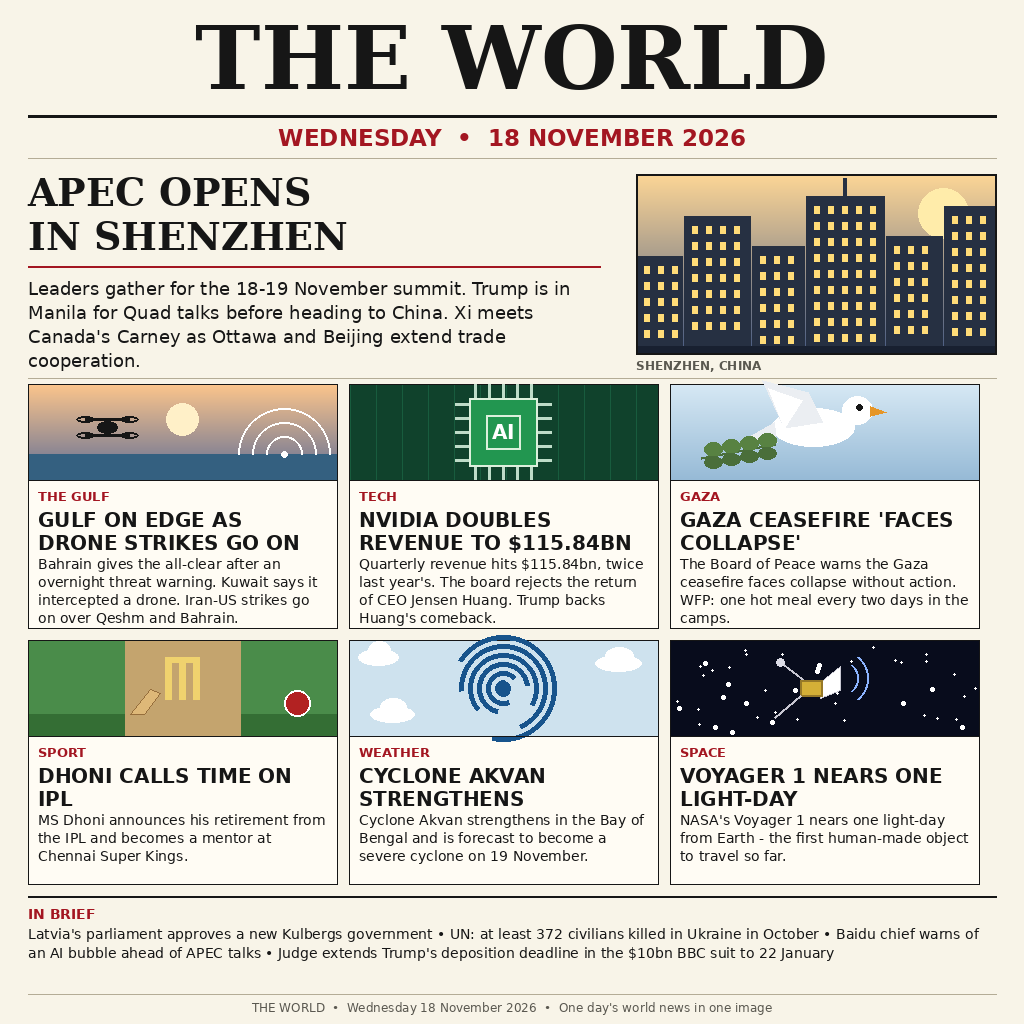 THE WORLD
WEDNESDAY • 18 NOVEMBER 2026
APEC OPENS
IN SHENZHEN
Leaders gather for the 18-19 November summit. Trump is in
Manila for Quad talks before heading to China. Xi meets
Canada's Carney as Ottawa and Beijing extend trade
cooperation.
SHENZHEN, CHINA
THE GULF
GULF ON EDGE AS
DRONE STRIKES GO ON
Bahrain gives the all-clear after an
overnight threat warning. Kuwait says it
intercepted a drone. Iran-US strikes go
on over Qeshm and Bahrain.
AI
TECH
NVIDIA DOUBLES
REVENUE TO $115.84BN
Quarterly revenue hits $115.84bn, twice
last year's. The board rejects the return
of CEO Jensen Huang. Trump backs
Huang's comeback.
GAZA
GAZA CEASEFIRE 'FACES
COLLAPSE'
The Board of Peace warns the Gaza
ceasefire faces collapse without action.
WFP: one hot meal every two days in the
camps.
SPORT
DHONI CALLS TIME ON
IPL
MS Dhoni announces his retirement from
the IPL and becomes a mentor at
Chennai Super Kings.
WEATHER
CYCLONE AKVAN
STRENGTHENS
Cyclone Akvan strengthens in the Bay of
Bengal and is forecast to become a
severe cyclone on 19 November.
SPACE
VOYAGER 1 NEARS ONE
LIGHT-DAY
NASA's Voyager 1 nears one light-day
from Earth - the first human-made object
to travel so far.
IN BRIEF
Latvia's parliament approves a new Kulbergs government • UN: at least 372 civilians killed in Ukraine in October • Baidu chief warns of
an AI bubble ahead of APEC talks • Judge extends Trump's deposition deadline in the $10bn BBC suit to 22 January
THE WORLD • Wednesday 18 November 2026 • One day's world news in one image